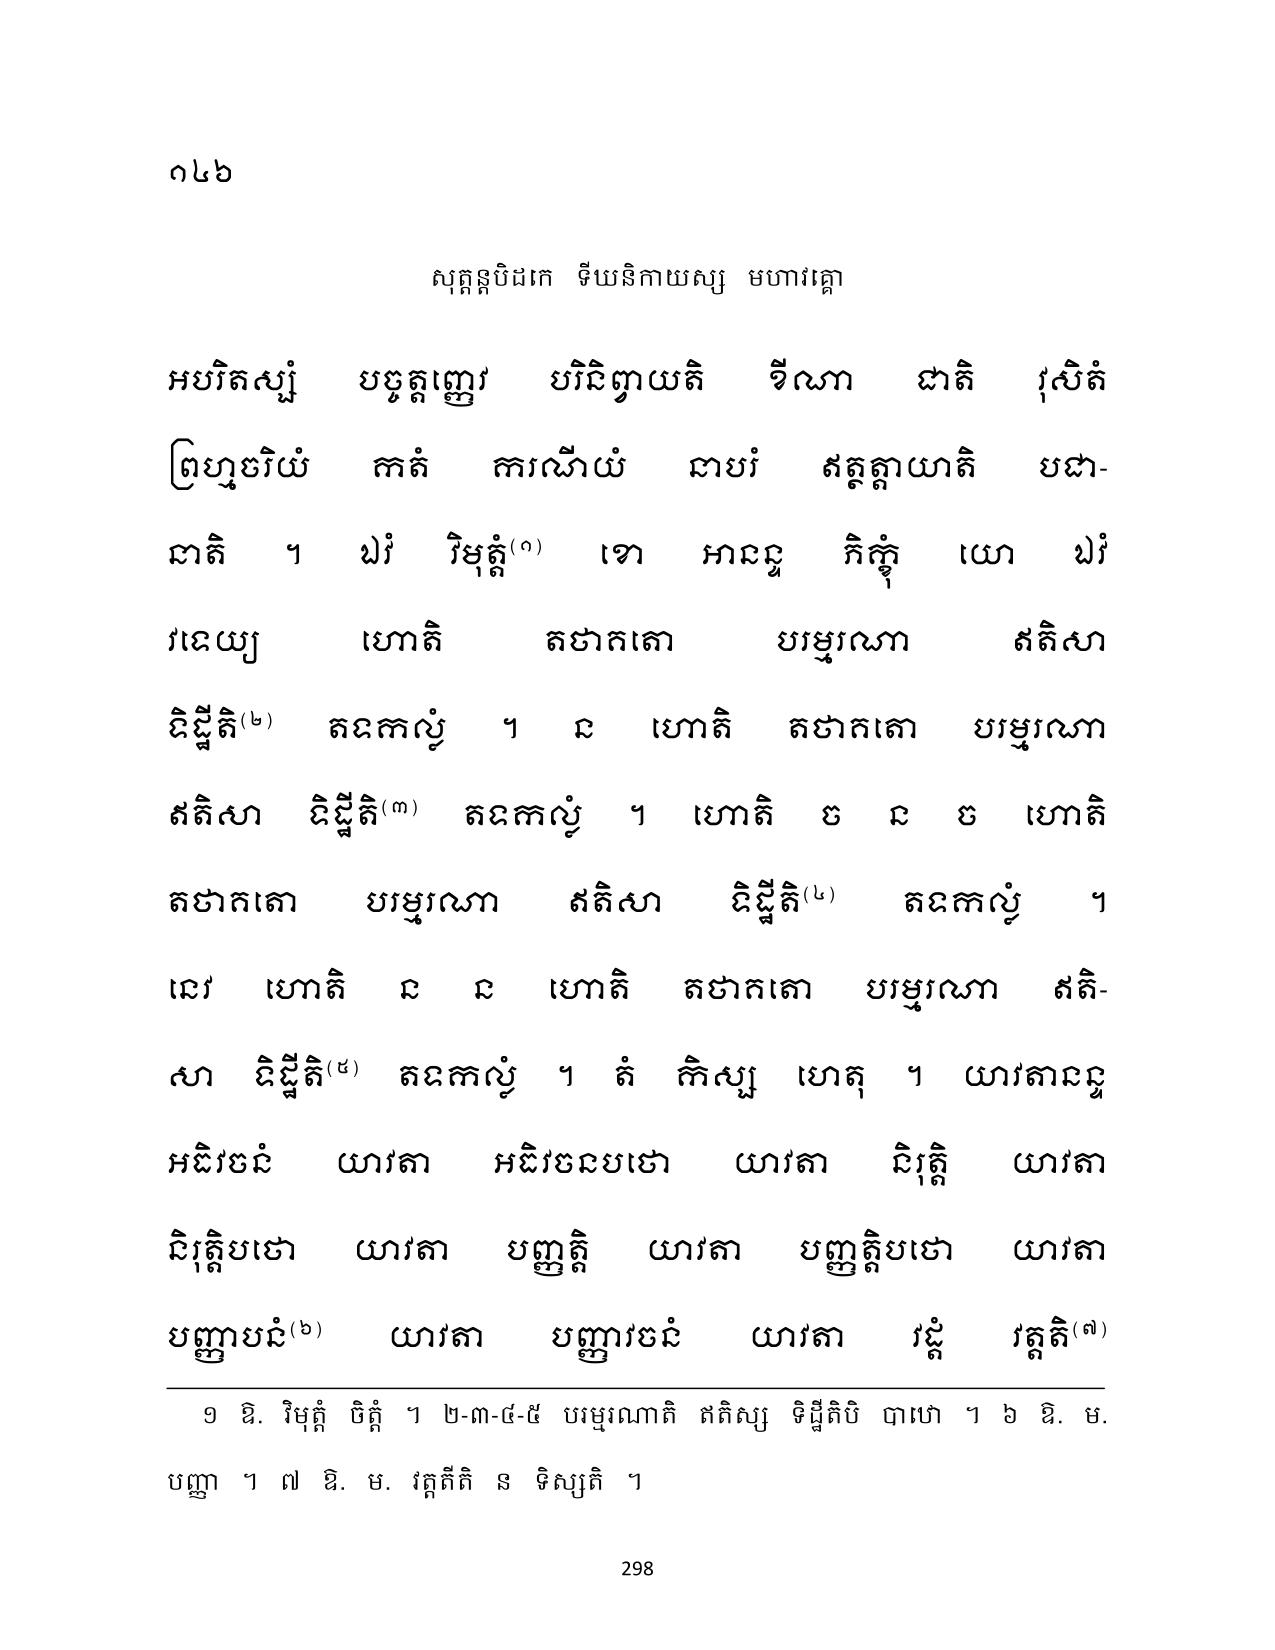 ១៤៦
សុត្តន្តបិដកេ ទីឃនិកាយស្ស មហាវគ្គោ
អបរិតស្សំ បច្ចត្តញ្ញេវ បរិនិព្វាយតិ ខីណា ជាតិ វុសិតំ
ព្រហ្មចរិយំ កតំ ករណីយំ នាបរំ ឥត្ថត្តាយាតិ បជា-
នាតិ ។ ឯវំ វិមុត្តំ(១) ខោ អានន្ទ ភិក្ខុំ យោ ឯវំ
វទេយ្យ ហោតិ តថាគតោ បរម្មរណា ឥតិសា
ទិដ្ឋីតិ(២) តទកល្លំ ។ ន ហោតិ តថាគតោ បរម្មរណា
ឥតិសា ទិដ្ឋីតិ(៣) តទកល្លំ ។ ហោតិ ច ន ច ហោតិ
តថាគតោ បរម្មរណា ឥតិសា ទិដ្ឋីតិ(៤) តទកល្លំ ។
នេវ ហោតិ ន ន ហោតិ តថាគតោ បរម្មរណា ឥតិ-
សា ទិដ្ឋីតិ(៥) តទកល្លំ ។ តំ កិស្ស ហេតុ ។ យាវតានន្ទ
អធិវចនំ យាវតា អធិវចនបថោ យាវតា និរុត្តិ យាវតា
និរុត្តិបថោ យាវតា បញ្ញត្តិ យាវតា បញ្ញត្តិបថោ យាវតា
បញ្ញាបនំ(៦) យាវតា បញ្ញាវចនំ យាវតា វដ្តំ វត្តតិ(៧)
១ ឱ. វិមុត្តំ ចិត្តំ ។ ២-៣-៤-៥ បរម្មរណាតិ ឥតិស្ស ទិដ្ឋីតិបិ បាឋោ ។ ៦ ឱ. ម.
បញ្ញា ។ ៧ ឱ. ម. វត្តតីតិ ន ទិស្សតិ ។
298